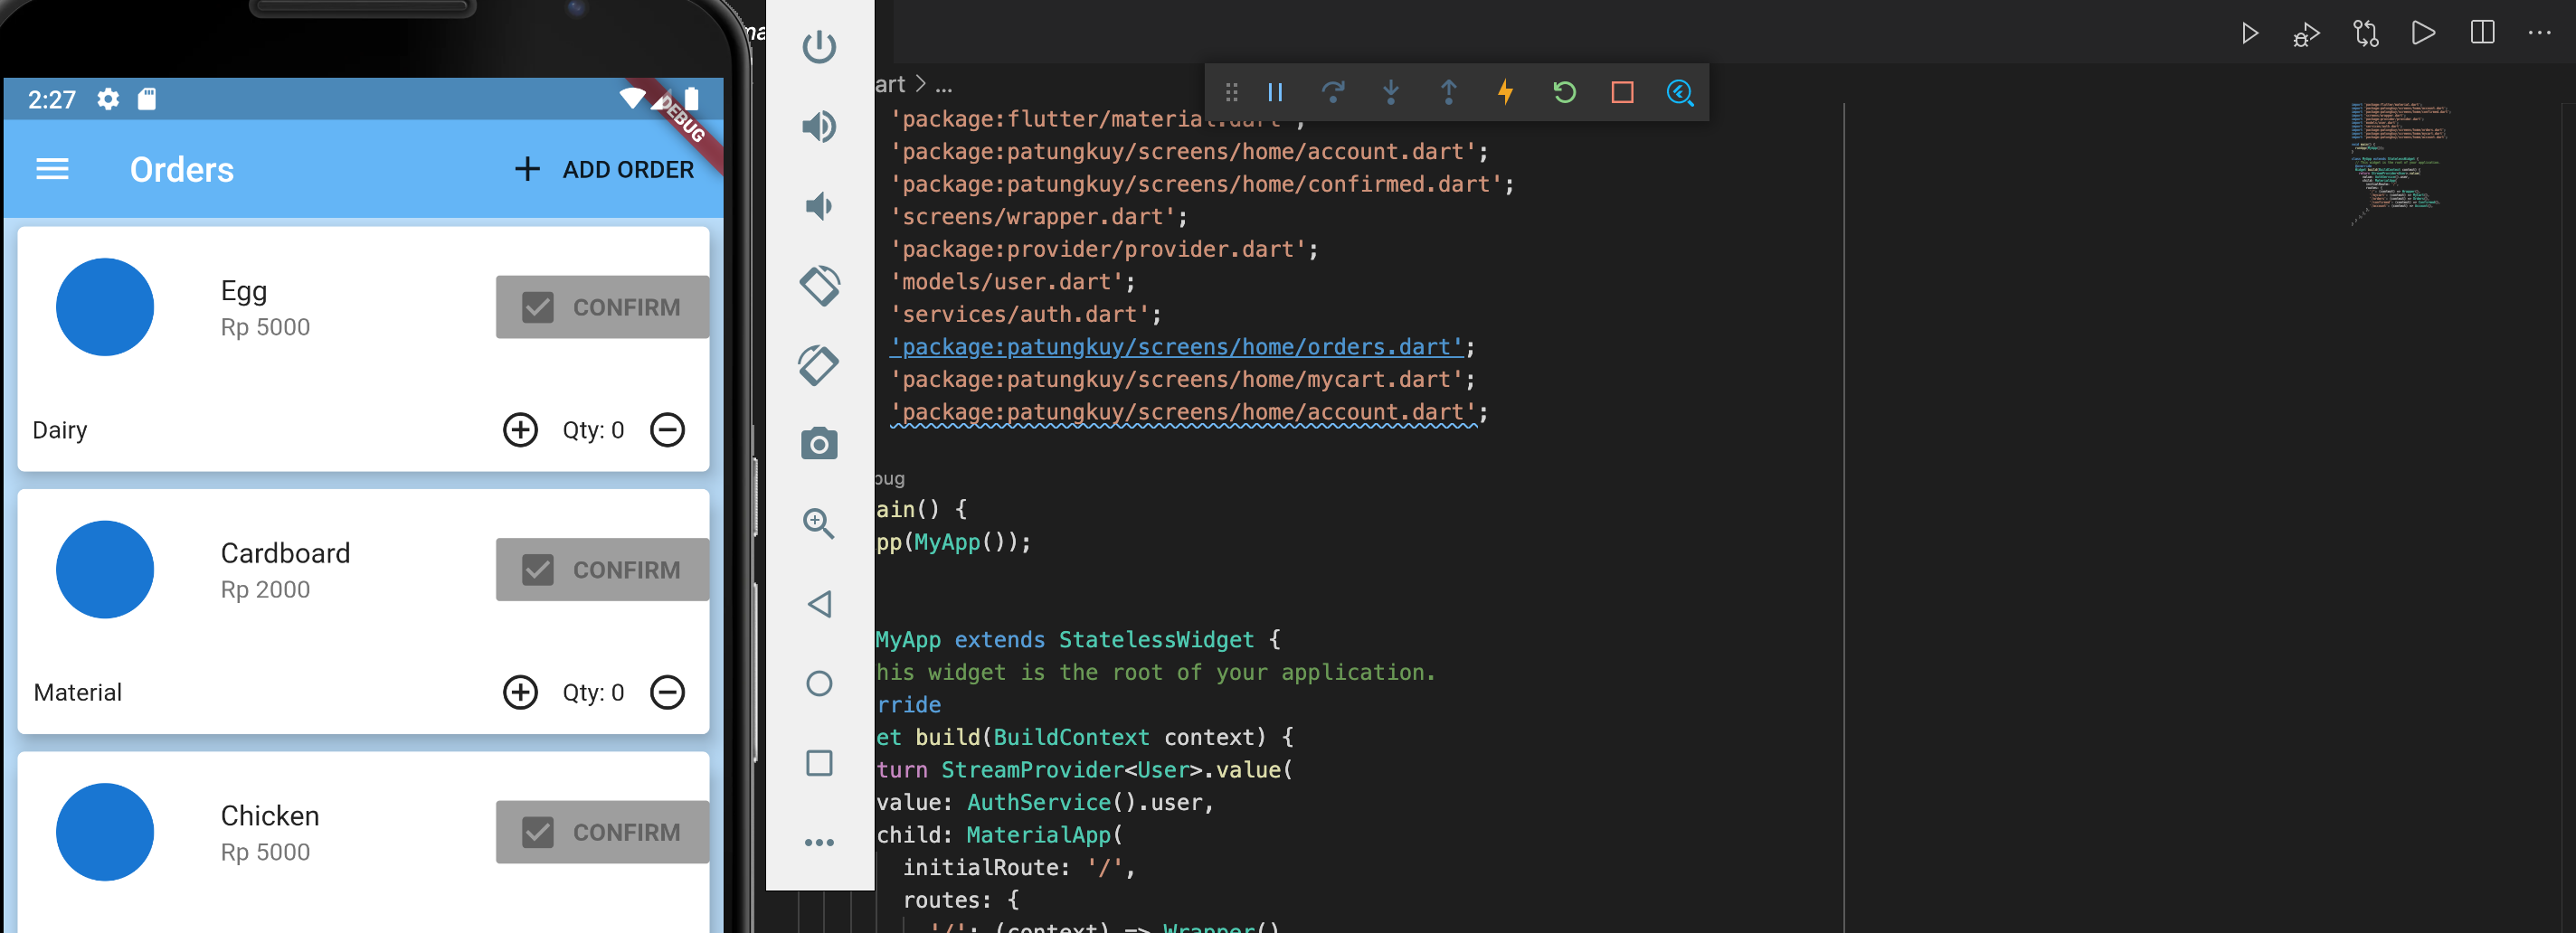 2:27
DEBUG
Orders
ADD ORDER
Egg
Rp 5000
CONFIRM
Dairy
Qty: 0
Cardboard
Rp 2000
CONFIRM
Material
Qty: 0
Chicken
Rp 5000
CONFIRM
ma
art > ...
'package:flutter/material.dart';
'package:patungkuy/screens/home/account.dart';
'package:patungkuy/screens/home/confirmed.dart';
'screens/wrapper.dart';
'package:provider/provider.dart';
'models/user.dart';
'services/auth.dart';
'package:patungkuy/screens/home/orders.dart';
'package:patungkuy/screens/home/mycart.dart';
'package:patungkuy/screens/home/account.dart';
bug
ain() {
pp(MyApp());
MyApp extends StatelessWidget {
his widget is the root of your application.
rride
et build(BuildContext context) {
turn StreamProvider<User>.value(
value: AuthService().user,
child: MaterialApp(
initialRoute: '/',
routes: {
'/': (context) => Wrapper()